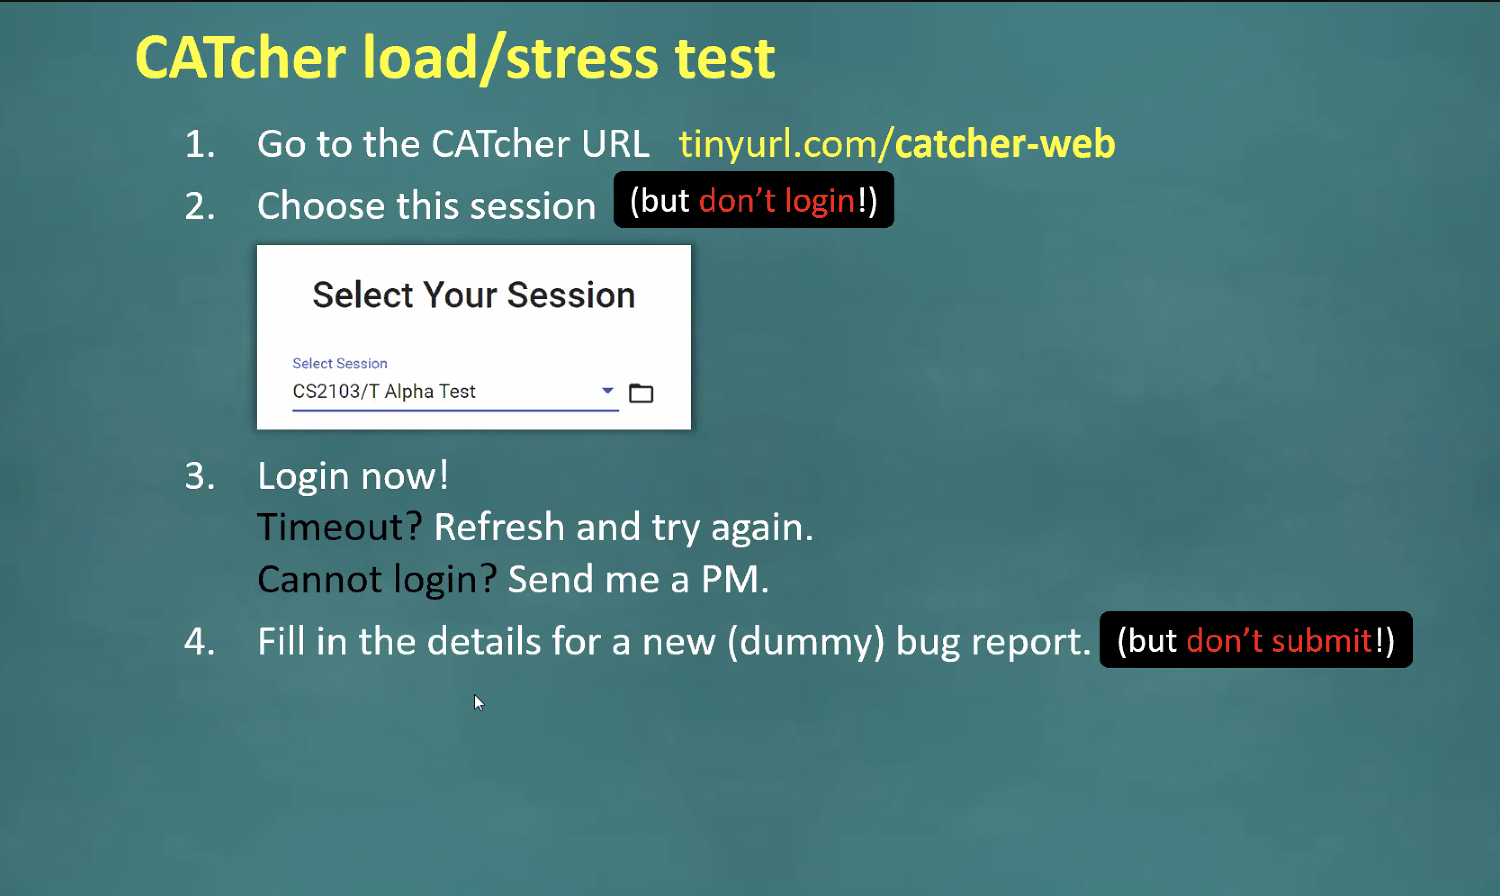 CATcher load/stress test
1. Go to the CATcher URL tinyurl.com/catcher-web
2. Choose this session (but don’t login!)
Select Your Session
Select Session
CS2103/T Alpha Test
3. Login now!
Timeout? Refresh and try again.
Cannot login? Send me a PM.
4. Fill in the details for a new (dummy) bug report. (but don’t submit!)